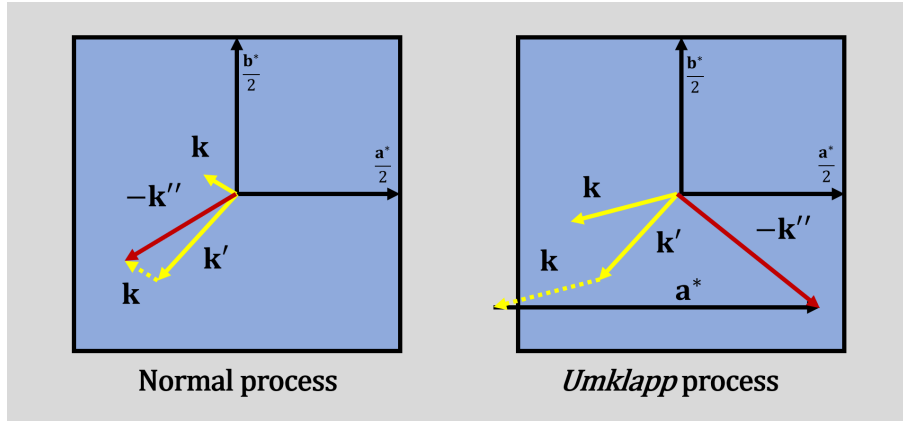 b*
2
a*
2
k
−k′′
k′
k
Normal process
b*
2
a*
2
k
−k′′
k′
k
a*
Umklapp process